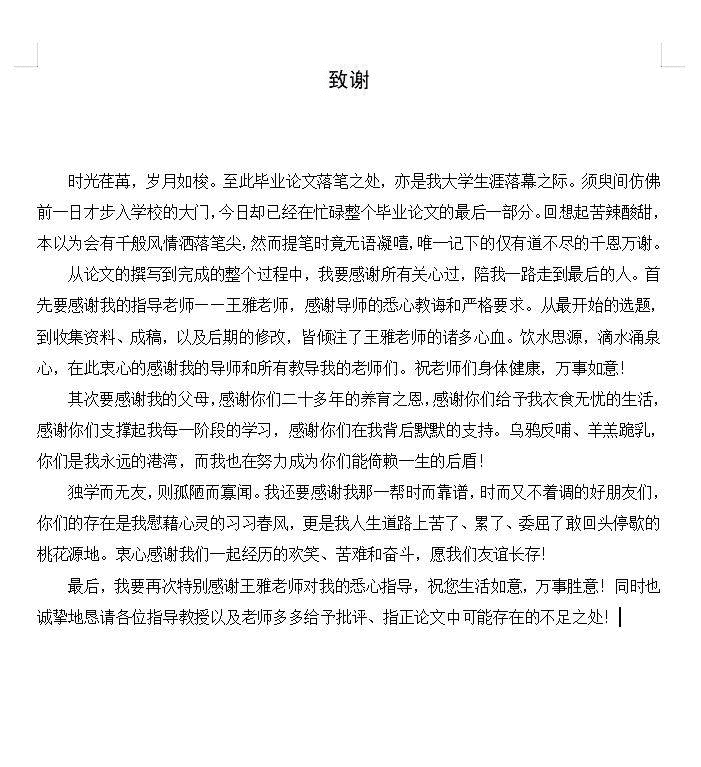 致谢
时光荏苒，岁月如梭。至此毕业论文落笔之处，亦是我大学生涯落幕之际。须臾间仿佛
前一日才步入学校的大门，今日却已经在忙碌整个毕业论文的最后一部分。回想起苦辣酸甜，
本以为会有千般风情洒落笔尖，然而提笔时竟无语凝噎，唯一记下的仅有道不尽的千恩万谢。
从论文的撰写到完成的整个过程中，我要感谢所有关心过，陪我一路走到最后的人。首
先要感谢我的指导老师——王雅老师，感谢导师的悉心教诲和严格要求。从最开始的选题，
到收集资料、成稿，以及后期的修改，皆倾注了王雅老师的诸多心血。饮水思源，滴水涌泉
心，在此衷心的感谢我的导师和所有教导我的老师们。祝老师们身体健康，万事如意！
其次要感谢我的父母，感谢你们二十多年的养育之恩，感谢你们给予我衣食无忧的生活，
感谢你们支撑起我每一阶段的学习，感谢你们在我背后默默的支持。乌鸦反哺、羊羔跪乳，
你们是我永远的港湾，而我也在努力成为你们能倚赖一生的后盾！
独学而无友，则孤陋而寡闻。我还要感谢我那一帮时而靠谱，时而又不着调的好朋友们，
你们的存在是我慰藉心灵的习习春风，更是我人生道路上苦了、累了、委屈了敢回头停歇的
桃花源地。衷心感谢我们一起经历的欢笑、苦难和奋斗，愿我们友谊长存！
最后，我要再次特别感谢王雅老师对我的悉心指导，祝您生活如意，万事胜意！同时也
诚挚地恳请各位指导教授以及老师多多给予批评、指正论文中可能存在的不足之处！